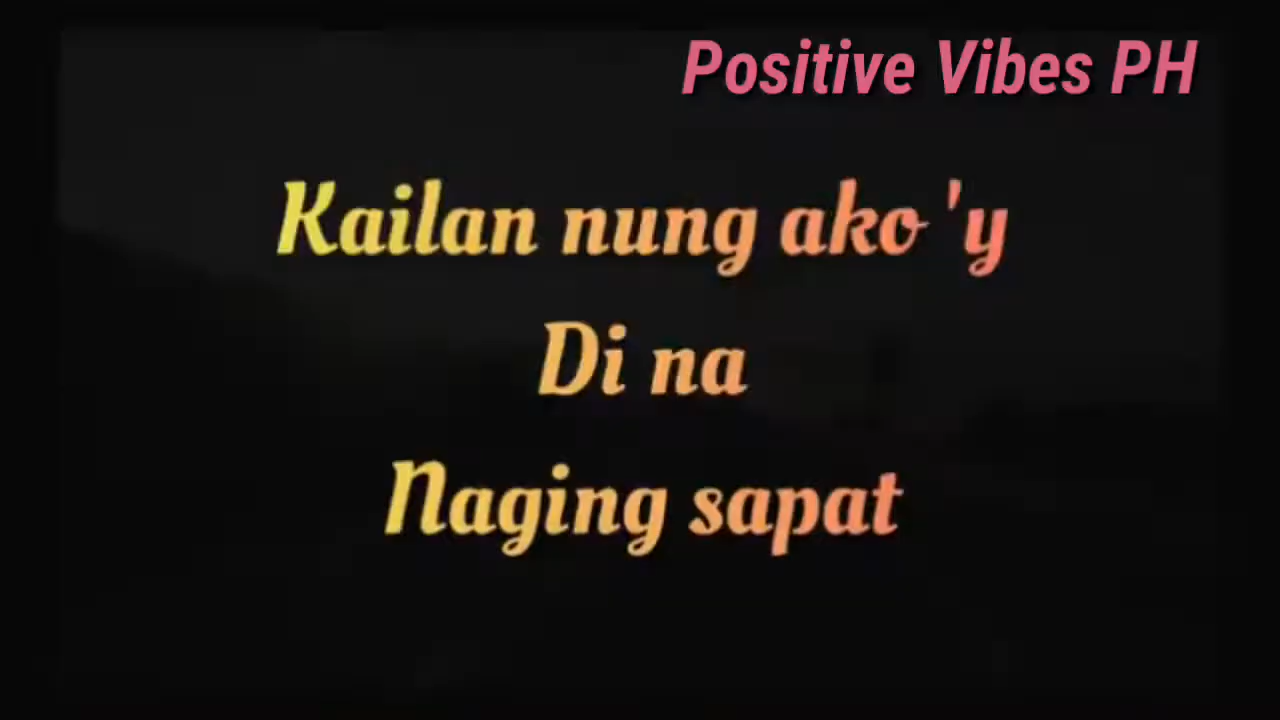 Positive Vibes PH
Kailan nung ako 'y
Di na
Naging sapat